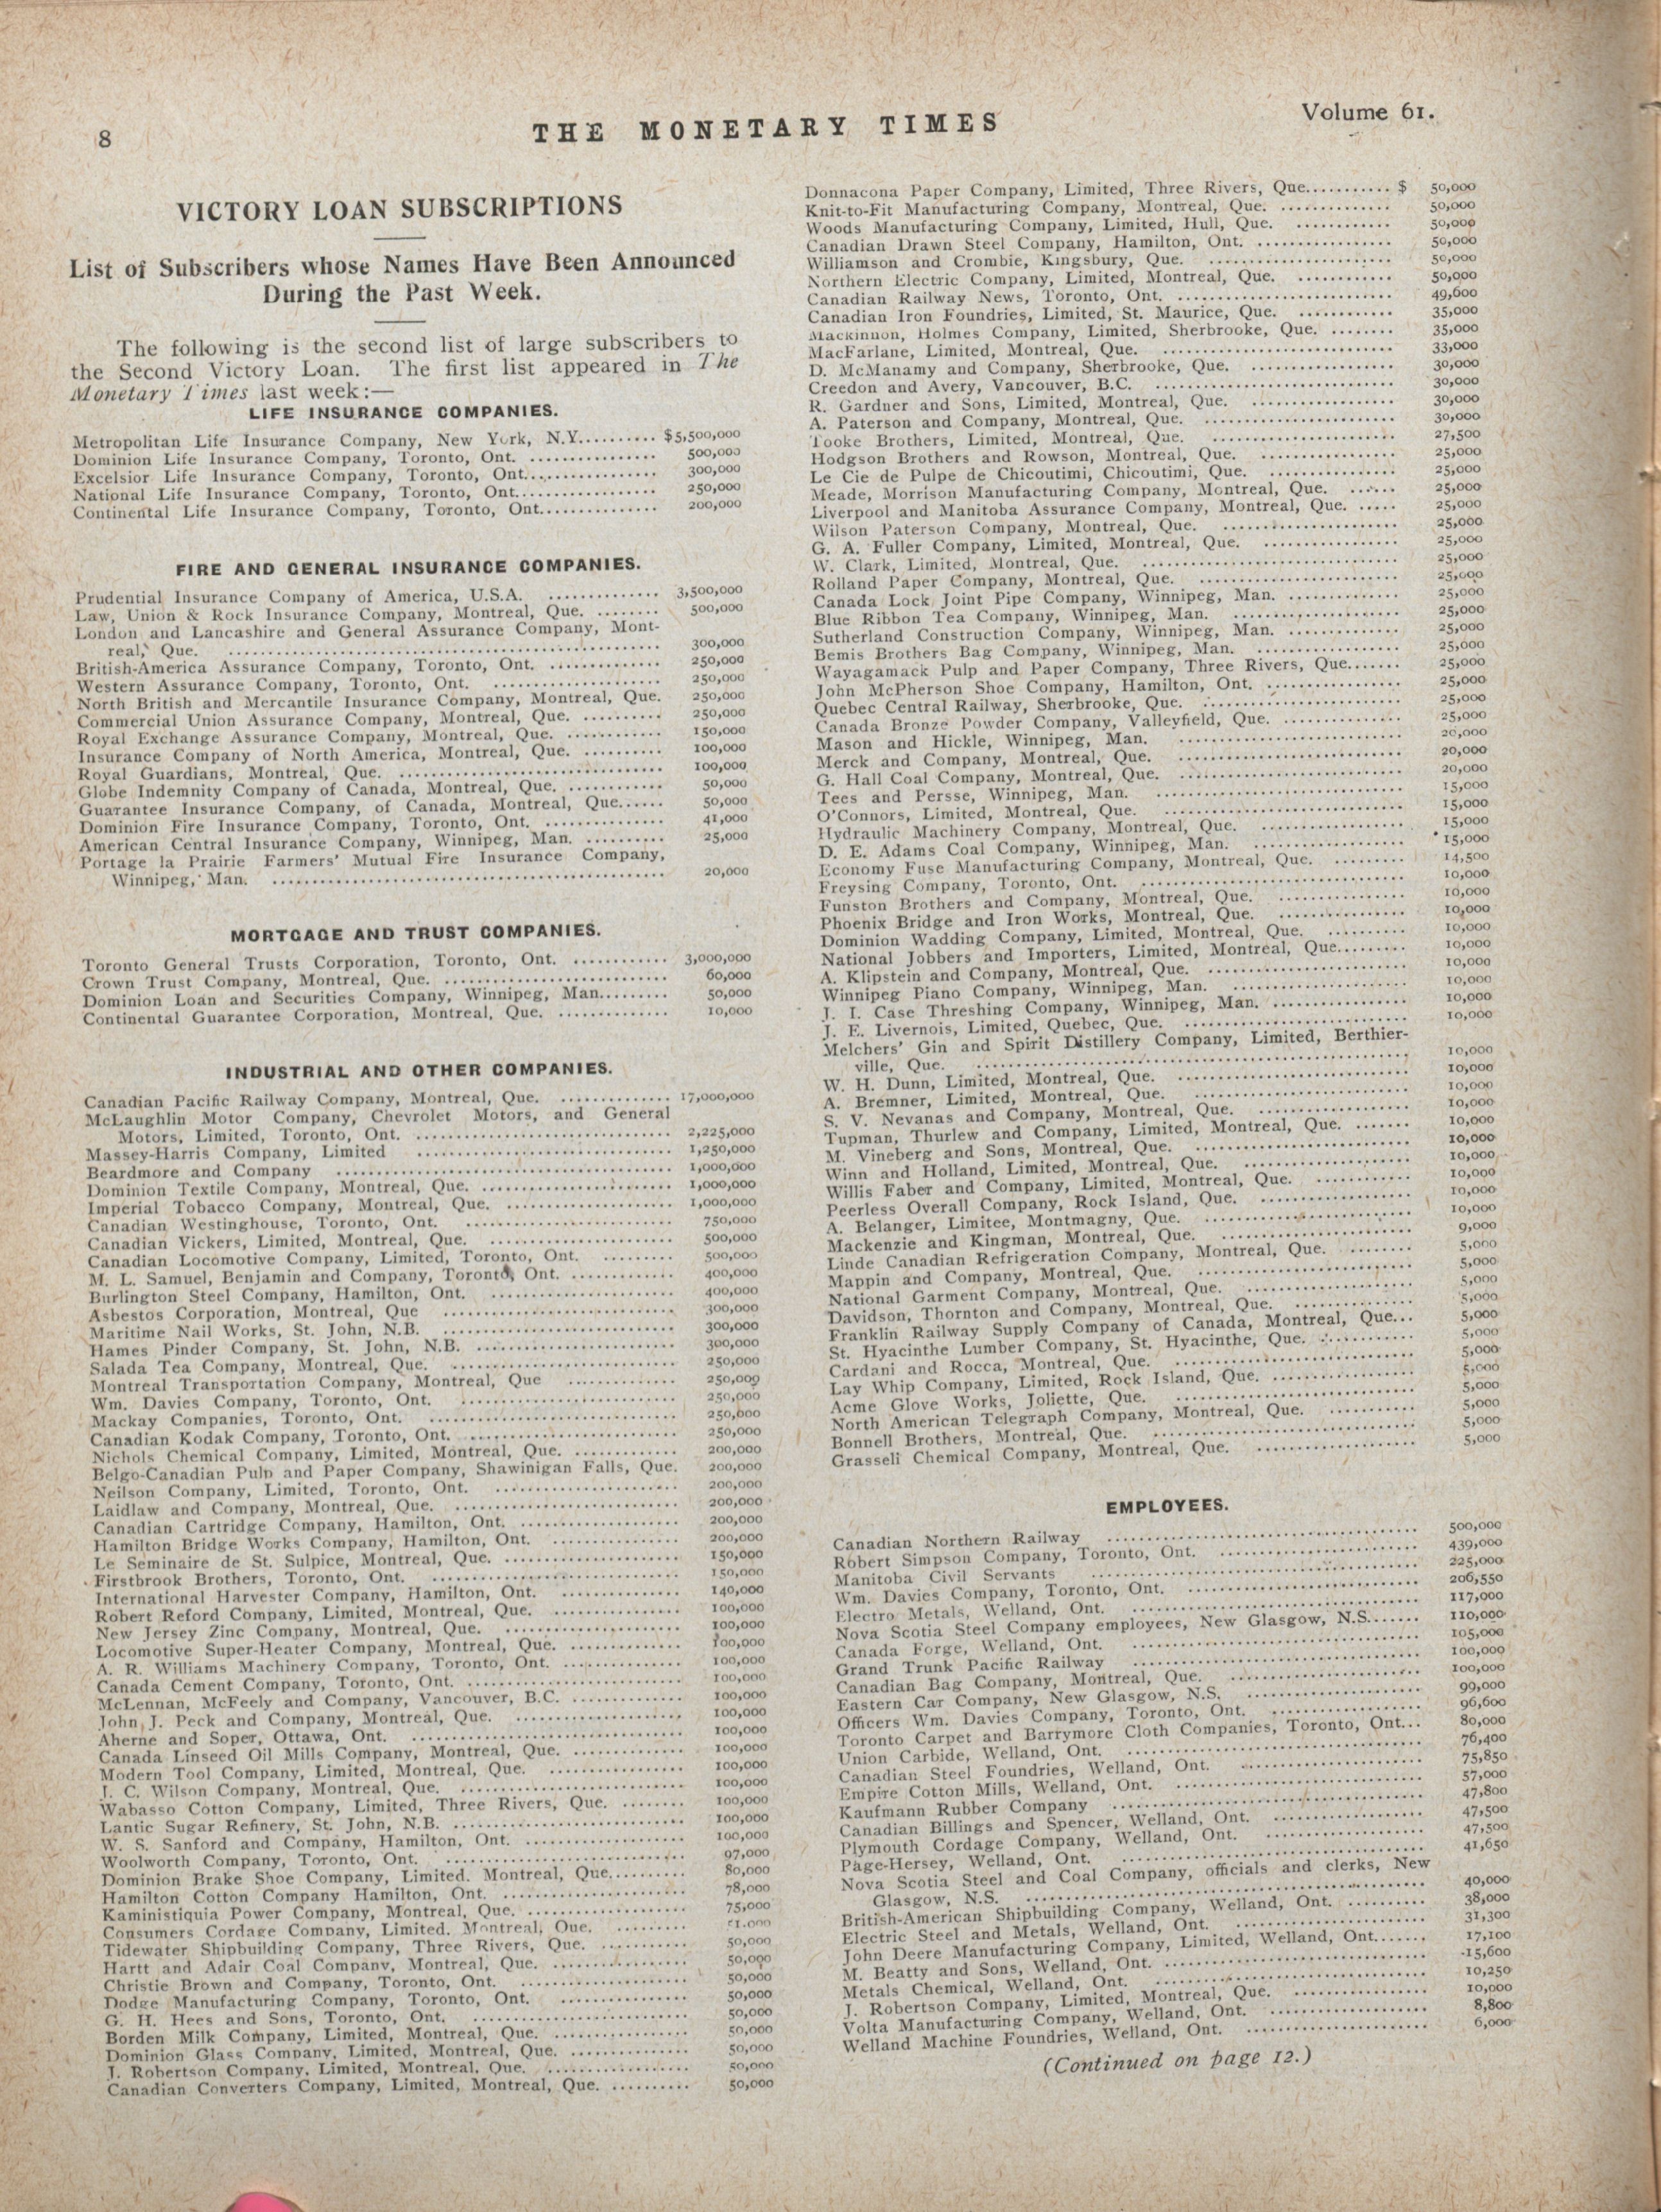 8
THE MONETARY TIMES
Volume 61.
VICTORY LOAN SUBSCRIPTIONS
List of Subscribers whose Names Have Been Announced
During the Past Week.
The following is the second list of large subscribers to
the Second Victory Loan. The first list appeared in The
Monetary Times last week:—
LIFE INSURANCE COMPANIES.
Metropolitan Life Insurance Company, New York, N.Y.......... $5,500,000
Dominion Life Insurance Company, Toronto, Ont. ................ 500,000
Excelsior Life Insurance Company, Toronto, Ont................. 300,000
National Life Insurance Company, Toronto, Ont.................. 250,000
Continental Life Insurance Company, Toronto, Ont............... 200,000
FIRE AND GENERAL INSURANCE COMPANIES.
Prudential Insurance Company of America, U.S.A. .............. 3,500,000
Law, Union & Rock Insurance Company, Montreal, Que. ........ 500,000
London and Lancashire and General Assurance Company, Mont-
real, Que. .................................................. 300,000
British-America Assurance Company, Toronto, Ont. .............. 250,000
Western Assurance Company, Toronto, Ont. ..................... 250,000
North British and Mercantile Insurance Company, Montreal, Que. 250,000
Commercial Union Assurance Company, Montreal, Que. .......... 250,000
Royal Exchange Assurance Company, Montreal, Que. ............ 150,000
Insurance Company of North America, Montreal, Que. .......... 100,000
Royal Guardians, Montreal, Que. ................................ 100,000
Globe Indemnity Company of Canada, Montreal, Que. ............ 50,000
Guarantee Insurance Company, of Canada, Montreal, Que...... 50,000
Dominion Fire Insurance Company, Toronto, Ont. ............... 41,000
American Central Insurance Company, Winnipeg, Man. .......... 25,000
Portage la Prairie Farmers' Mutual Fire Insurance Company,
Winnipeg, Man. ............................................. 20,000
MORTGAGE AND TRUST COMPANIES.
Toronto General Trusts Corporation, Toronto, Ont. ............ 3,000,000
Crown Trust Company, Montreal, Que. .......................... 60,000
Dominion Loan and Securities Company, Winnipeg, Man......... 50,000
Continental Guarantee Corporation, Montreal, Que. .............. 10,000
INDUSTRIAL AND OTHER COMPANIES.
Canadian Pacific Railway Company, Montreal, Que. .............. 17,000,000
McLaughlin Motor Company, Chevrolet Motors, and General
Motors, Limited, Toronto, Ont. ................................ 2,225,000
Massey-Harris Company, Limited ................................ 1,250,000
Beardmore and Company ........................................ 1,000,000
Dominion Textile Company, Montreal, Que. ...................... 1,000,000
Imperial Tobacco Company, Montreal, Que. ..................... 1,000,000
Canadian Westinghouse, Toronto, Ont. .......................... 750,000
Canadian Vickers, Limited, Montreal, Que. ...................... 500,000
Canadian Locomotive Company, Limited, Toronto, Ont. ......... 500,000
M. L. Samuel, Benjamin and Company, Toronto, Ont. ............. 400,000
Burlington Steel Company, Hamilton, Ont. ....................... 400,000
Asbestos Corporation, Montreal, Que ............................. 300,000
Maritime Nail Works, St. John, N.B. ............................ 300,000
Hames Pinder Company, St. John, N.B. ......................... 300,000
Salada Tea Company, Montreal, Que. ............................ 250,000
Montreal Transportation Company, Montreal, Que .............. 250,000
Wm. Davies Company, Toronto, Ont. ........................... 250,000
Mackay Companies, Toronto, Ont. ............................... 250,000
Canadian Kodak Company, Toronto, Ont. ......................... 250,000
Nichols Chemical Company, Limited, Montreal, Que. ............. 200,000
Belgo-Canadian Pulp and Paper Company, Shawinigan Falls, Que. 200,000
Neilson Company, Limited, Toronto, Ont. ....................... 200,000
Laidlaw and Company, Montreal, Que. ........................... 200,000
Canadian Cartridge Company, Hamilton, Ont. .................... 200,000
Hamilton Bridge Works Company, Hamilton, Ont. ................ 200,000
Le Seminaire de St. Sulpice, Montreal, Que. ...................... 150,000
Firstbrook Brothers, Toronto, Ont. ............................... 150,000
International Harvester Company, Hamilton, Ont. ............... 140,000
Robert Reford Company, Limited, Montreal, Que. ................ 100,000
New Jersey Zinc Company, Montreal, Que. ...................... 100,000
Locomotive Super-Heater Company, Montreal, Que. .............. 100,000
A. R. Williams Machinery Company, Toronto, Ont. ............... 100,000
Canada Cement Company, Toronto, Ont. ........................... 100,000
McLennan, McFeely and Company, Vancouver, B.C. .............. 100,000
John J. Peck and Company, Montreal, Que. ..................... 100,000
Aherne and Soper, Ottawa, Ont. ................................. 100,000
Canada Linseed Oil Mills Company, Montreal, Que. .............. 100,000
Modern Tool Company, Limited, Montreal, Que. ................. 100,000
J. C. Wilson Company, Montreal, Que. ........................... 100,000
Wabasso Cotton Company, Limited, Three Rivers, Que. ........ 100,000
Lantic Sugar Refinery, St. John, N.B. ............................ 100,000
W. S. Sanford and Company, Hamilton, Ont. .................... 100,000
Woolworth Company, Toronto, Ont. .............................. 97,000
Dominion Brake Shoe Company, Limited. Montreal, Que.......... 80,000
Hamilton Cotton Company Hamilton, Ont. ....................... 78,000
Kaministiquia Power Company, Montreal, Que. ................... 75,000
Consumers Cordage Company, Limited. Montreal, Que. ......... 51,000
Tidewater Shipbuilding Company, Three Rivers, Que. ........... 50,000
Hartt and Adair Coal Company, Montreal, Que. ................. 50,000
Christie Brown and Company, Toronto, Ont. ..................... 50,000
Dodge Manufacturing Company, Toronto, Ont. ................ 50,000
G. H. Hees and Sons, Toronto, Ont. ........................... 50,000
Borden Milk Company, Limited, Montreal, Que. ................. 50,000
Dominion Glass Company, Limited, Montreal, Que. .............. 50,000
J. Robertson Company, Limited, Montreal, Que. ................. 50,000
Canadian Converters Company, Limited, Montreal, Que. .......... 50,000
Donnacona Paper Company, Limited, Three Rivers, Que........... $ 50,000
Knit-to-Fit Manufacturing Company, Montreal, Que. .............. 50,000
Woods Manufacturing Company, Limited, Hull, Que. ............ 50,000
Canadian Drawn Steel Company, Hamilton, Ont. ................. 50,000
Williamson and Crombie, Kingsbury, Que. ....................... 50,000
Northern Electric Company, Limited, Montreal, Que. ............ 50,000
Canadian Railway News, Toronto, Ont. ........................... 49,600
Canadian Iron Foundries, Limited, St. Maurice, Que. ............ 35,000
Mackinnon, Holmes Company, Limited, Sherbrooke, Que. ........ 35,000
MacFarlane, Limited, Montreal, Que. ............................. 33,000
D. McManamy and Company, Sherbrooke, Que. .................. 30,000
Creedon and Avery, Vancouver, B.C. ............................. 30,000
R. Gardner and Sons, Limited, Montreal, Que. .................. 30,000
A. Paterson and Company, Montreal, Que. ........................ 30,000
Tooke Brothers, Limited, Montreal, Que. ....................... 27,500
Hodgson Brothers and Rowson, Montreal, Que. .................. 25,000
Le Cie de Pulpe de Chicoutimi, Chicoutimi, Que. ................ 25,000
Meade, Morrison Manufacturing Company, Montreal, Que. ...... 25,000
Liverpool and Manitoba Assurance Company, Montreal, Que. ..... 25,000
Wilson Paterson Company, Montreal, Que. ...................... 25,000
G. A. Fuller Company, Limited, Montreal, Que. ................. 25,000
W. Clark, Limited, Montreal, Que. ................................ 25,000
Rolland Paper Company, Montreal, Que. ......................... 25,000
Canada Lock Joint Pipe Company, Winnipeg, Man. .............. 25,000
Blue Ribbon Tea Company, Winnipeg, Man. ..................... 25,000
Sutherland Construction Company, Winnipeg, Man. .............. 25,000
Bemis Brothers Bag Company, Winnipeg, Man. .................. 25,000
Wayagamack Pulp and Paper Company, Three Rivers, Que....... 25,000
John McPherson Shoe Company, Hamilton, Ont. ................. 25,000
Quebec Central Railway, Sherbrooke, Que. ......................... 25,000
Canada Bronze Powder Company, Valleyfield, Que. ............... 25,000
Mason and Hickle, Winnipeg, Man. ............................ 20,000
Merck and Company, Montreal, Que. ............................. 20,000
G. Hall Coal Company, Montreal, Que. ............................ 20,000
Tees and Persse, Winnipeg, Man. ............................... 15,000
O'Connors, Limited, Montreal, Que. .............................. 15,000
Hydraulic Machinery Company, Montreal, Que. .................. 15,000
D. E. Adams Coal Company, Winnipeg, Man. ................... 15,000
Economy Fuse Manufacturing Company, Montreal, Que. ......... 14,500
Freysing Company, Toronto, Ont. ................................. 10,000
Funston Brothers and Company, Montreal, Que. ................ 10,000
Phoenix Bridge and Iron Works, Montreal, Que. ................ 10,000
Dominion Wadding Company, Limited, Montreal, Que. .......... 10,000
National Jobbers and Importers, Limited, Montreal, Que......... 10,000
A. Klipstein and Company, Montreal, Que. ......................... 10,000
Winnipeg Piano Company, Winnipeg, Man. ...................... 10,000
J. I. Case Threshing Company, Winnipeg, Man. ................. 10,000
J. E. Livernois, Limited, Quebec, Que. ............................ 10,000
Melchers' Gin and Spirit Distillery Company, Limited, Berthier-
ville, Que. ................................................... 10,000
W. H. Dunn, Limited, Montreal, Que. ............................. 10,000
A. Bremner, Limited, Montreal, Que. ........................... 10,000
S. V. Nevanas and Company, Montreal, Que. ................... 10,000
Tupman, Thurlew and Company, Limited, Montreal, Que. ....... 10,000
M. Vineberg and Sons, Montreal, Que. ........................... 10,000
Winn and Holland, Limited, Montreal, Que. ..................... 10,000
Willis Faber and Company, Limited, Montreal, Que. ............ 10,000
Peerless Overall Company, Rock Island, Que. ................... 10,000
A. Belanger, Limitee, Montmagny, Que. .......................... 10,000
Mackenzie and Kingman, Montreal, Que. ........................ 9,000
Linde Canadian Refrigeration Company, Montreal, Que. ........ 5,000
Mappin and Company, Montreal, Que. ........................... 5,000
National Garment Company, Montreal, Que. ...................... 5,000
Davidson, Thornton and Company, Montreal, Que. .............. 5,000
Franklin Railway Supply Company of Canada, Montreal, Que... 5,000
St. Hyacinthe Lumber Company, St. Hyacinthe, Que. ............ 5,000
Cardani and Rocca, Montreal, Que. .............................. 5,000
Lay Whip Company, Limited, Rock Island, Que. ................. 5,000
Acme Glove Works, Joliette, Que. ............................... 5,000
North American Telegraph Company, Montreal, Que. ........... 5,000
Bonnell Brothers, Montreal, Que. .................................. 5,000
Grasseli Chemical Company, Montreal, Que. .................... 5,000
EMPLOYEES.
Canadian Northern Railway ........................................ 500,000
Robert Simpson Company, Toronto, Ont. ......................... 439,000
Manitoba Civil Servants .......................................... 225,000
Wm. Davies Company, Toronto, Ont. ............................. 206,550
Electro Metals, Welland, Ont. ..................................... 117,000
Nova Scotia Steel Company employees, New Glasgow, N.S....... 110,000
Canada Forge, Welland, Ont. ..................................... 105,000
Grand Trunk Pacific Railway ..................................... 100,000
Canadian Bag Company, Montreal, Que. ......................... 100,000
Eastern Car Company, New Glasgow, N.S. ...................... 99,000
Officers Wm. Davies Company, Toronto, Ont. ................... 96,600
Toronto Carpet and Barrymore Cloth Companies, Toronto, Ont... 80,000
Union Carbide, Welland, Ont. ..................................... 76,400
Canadian Steel Foundries, Welland, Ont. ....................... 75,850
Empire Cotton Mills, Welland, Ont. ............................... 57,000
Kaufmann Rubber Company ....................................... 47,800
Canadian Billings and Spencer, Welland, Ont. .................. 47,500
Plymouth Cordage Company, Welland, Ont. .................... 47,500
Page-Hersey, Welland, Ont. ...................................... 41,650
Nova Scotia Steel and Coal Company, officials and clerks, New
Glasgow, N.S. ................................................ 40,000
British-American Shipbuilding Company, Welland, Ont. .......... 38,000
Electric Steel and Metals, Welland, Ont. ........................ 31,300
John Deere Manufacturing Company, Limited, Welland, Ont....... 17,100
M. Beatty and Sons, Welland, Ont. ............................... 15,600
Metals Chemical, Welland, Ont. .................................. 10,250
J. Robertson Company, Limited, Montreal, Que. ................. 10,000
Volta Manufacturing Company, Welland, Ont. .................... 8,800
Welland Machine Foundries, Welland, Ont. ....................... 6,000
(Continued on page 12.)